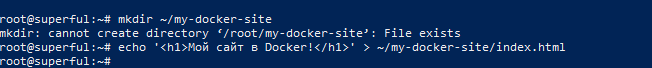 root@superful:~# mkdir ~/my-docker-site
mkdir: cannot create directory ‘/root/my-docker-site’: File exists
root@superful:~# echo '<h1>Мой сайт в Docker!</h1>' > ~/my-docker-site/index.html
root@superful:~#